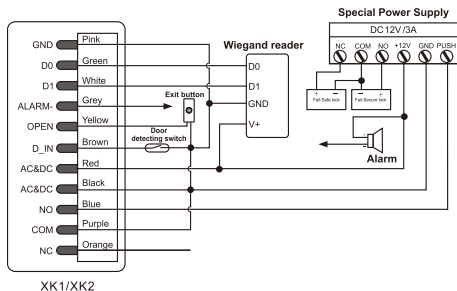 Special Power Supply
DC 12V /3A
NC COM NO +12V GND PUSH
Wiegand reader
D0
D1
GND
V+
+ - Fail-Safe lock
+ - Fail-Secure lock
Exit button
Door
detecting switch
+ -
Alarm
GND Pink
D0 Green
D1 White
ALARM- Grey
OPEN Yellow
D_IN Brown
AC&DC Red
AC&DC Black
NO Blue
COM Purple
NC Orange
XK1/XK2